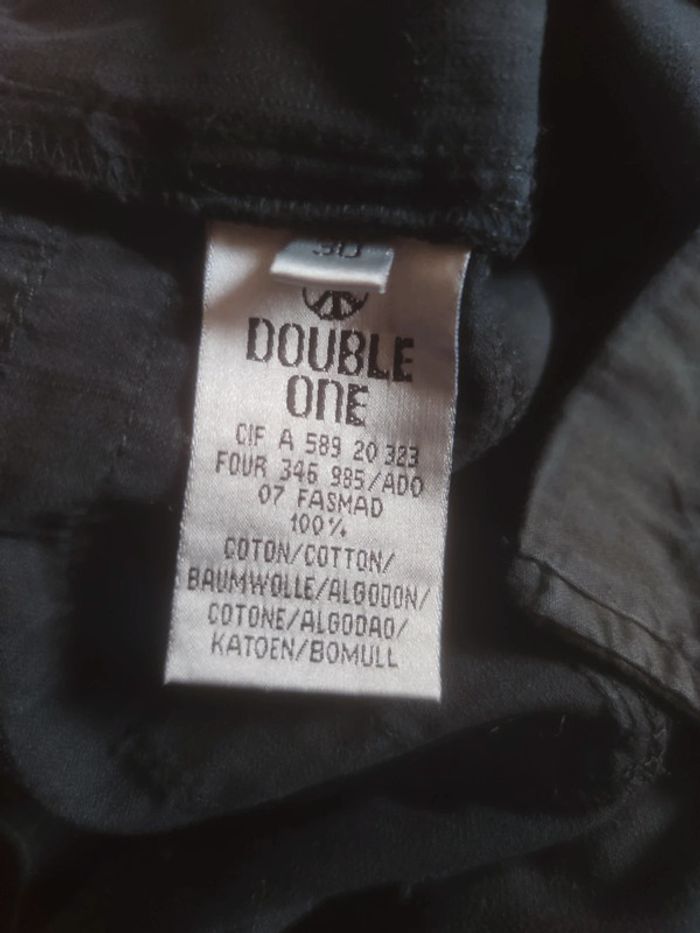 30
DOUBLE
ONE
CIF A 589 20 323
FOUR 346 985/ADO
07 FASMAD
100%
COTON/COTTON/
BAUMWOLLE/ALGODON/
COTONE/ALGODAO/
KATOEN/BOMULL